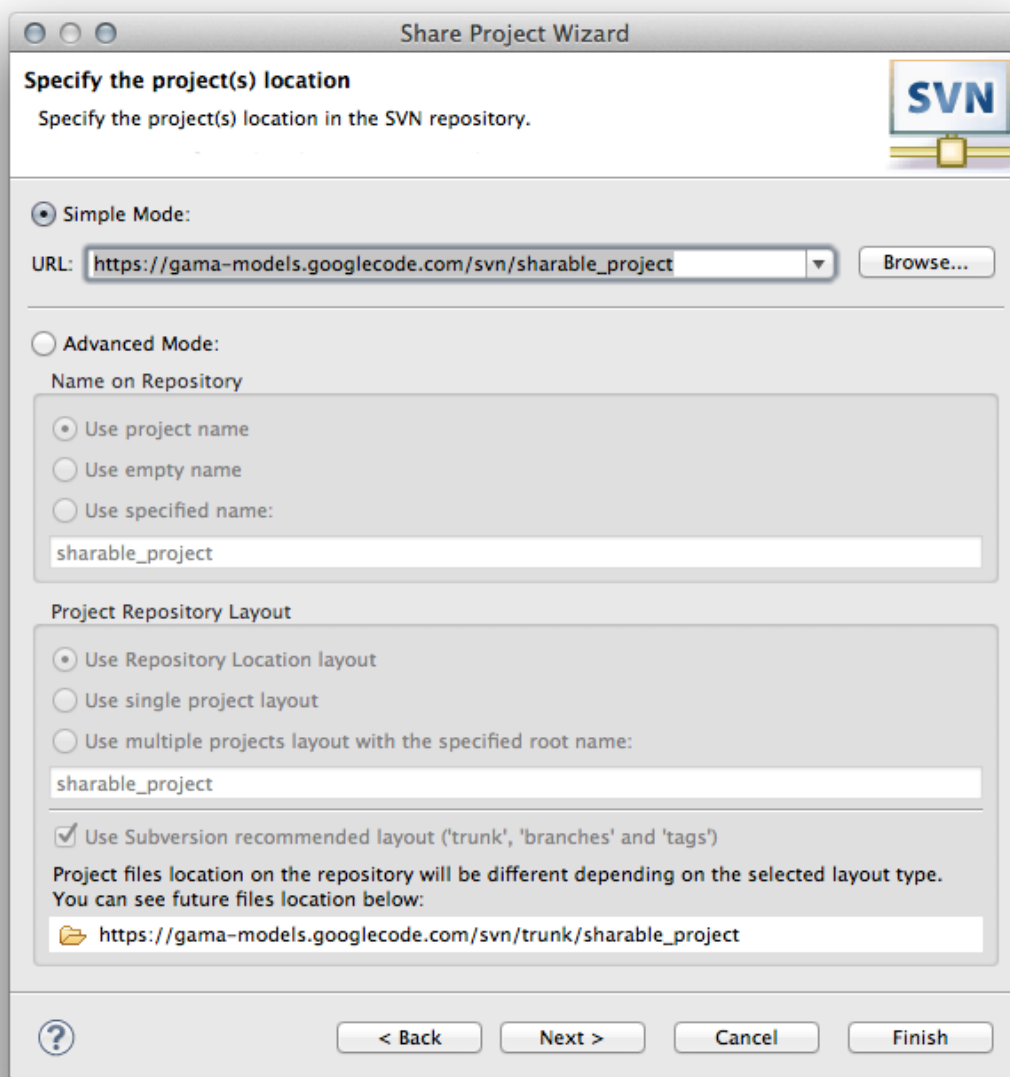 Share Project Wizard
Specify the project(s) location
Specify the project(s) location in the SVN repository.
SVN
Simple Mode:
URL: https://gama-models.googlecode.com/svn/sharable_project Browse...
Advanced Mode:
Name on Repository
Use project name
Use empty name
Use specified name:
sharable_project
Project Repository Layout
Use Repository Location layout
Use single project layout
Use multiple projects layout with the specified root name:
sharable_project
Use Subversion recommended layout ('trunk', 'branches' and 'tags')
Project files location on the repository will be different depending on the selected layout type.
You can see future files location below:
https://gama-models.googlecode.com/svn/trunk/sharable_project
? < Back Next > Cancel Finish